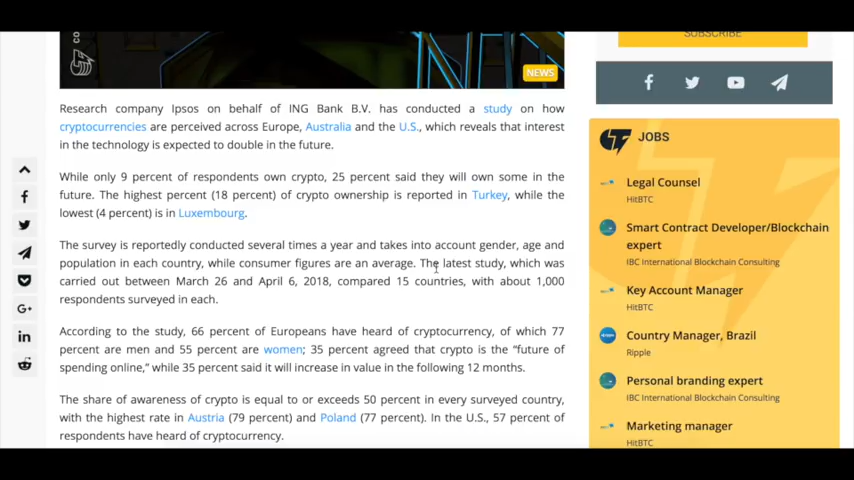 NEWS
Research company Ipsos on behalf of ING Bank B.V. has conducted a study on how
cryptocurrencies are perceived across Europe, Australia and the U.S., which reveals that interest
in the technology is expected to double in the future.
While only 9 percent of respondents own crypto, 25 percent said they will own some in the
future. The highest percent (18 percent) of crypto ownership is reported in Turkey, while the
lowest (4 percent) is in Luxembourg.
The survey is reportedly conducted several times a year and takes into account gender, age and
population in each country, while consumer figures are an average. The latest study, which was
carried out between March 26 and April 6, 2018, compared 15 countries, with about 1,000
respondents surveyed in each.
According to the study, 66 percent of Europeans have heard of cryptocurrency, of which 77
percent are men and 55 percent are women; 35 percent agreed that crypto is the “future of
spending online,” while 35 percent said it will increase in value in the following 12 months.
The share of awareness of crypto is equal to or exceeds 50 percent in every surveyed country,
with the highest rate in Austria (79 percent) and Poland (77 percent). In the U.S., 57 percent of
respondents have heard of cryptocurrency.
SUBSCRIBE
JOBS
Legal Counsel
HitBTC
Smart Contract Developer/Blockchain
expert
IBC International Blockchain Consulting
Key Account Manager
HitBTC
Country Manager, Brazil
Ripple
Personal branding expert
IBC International Blockchain Consulting
Marketing manager
HitBTC